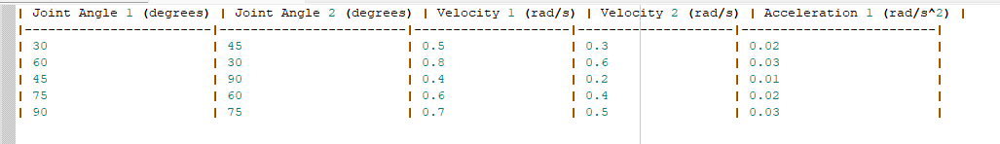 | Joint Angle 1 (degrees) | Joint Angle 2 (degrees) | Velocity 1 (rad/s) | Velocity 2 (rad/s) | Acceleration 1 (rad/s^2) |
|-------------------------|-------------------------|--------------------|--------------------|--------------------------|
| 30                      | 45                      | 0.5                | 0.3                | 0.02                     |
| 60                      | 30                      | 0.8                | 0.6                | 0.03                     |
| 45                      | 90                      | 0.4                | 0.2                | 0.01                     |
| 75                      | 60                      | 0.6                | 0.4                | 0.02                     |
| 90                      | 75                      | 0.7                | 0.5                | 0.03                     |